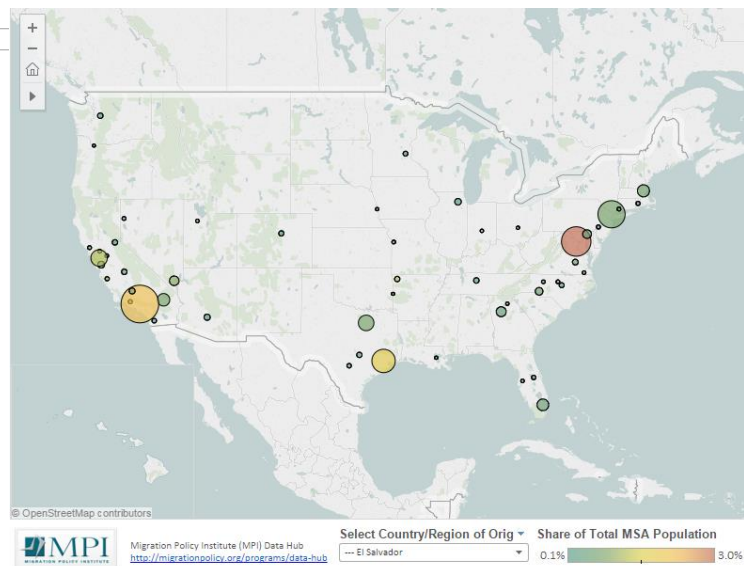 © OpenStreetMap contributors
MPI
MIGRATION POLICY INSTITUTE
Migration Policy Institute (MPI) Data Hub
http://migrationpolicy.org/programs/data-hub
Select Country/Region of Orig
--- El Salvador
Share of Total MSA Population
0.1% 3.0%